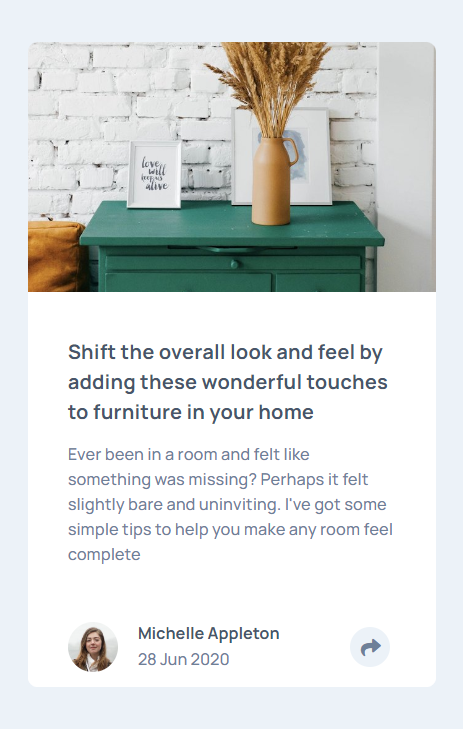 love
will
keep us
alive
Shift the overall look and feel by
adding these wonderful touches
to furniture in your home
Ever been in a room and felt like
something was missing? Perhaps it felt
slightly bare and uninviting. I've got some
simple tips to help you make any room feel
complete
Michelle Appleton
28 Jun 2020